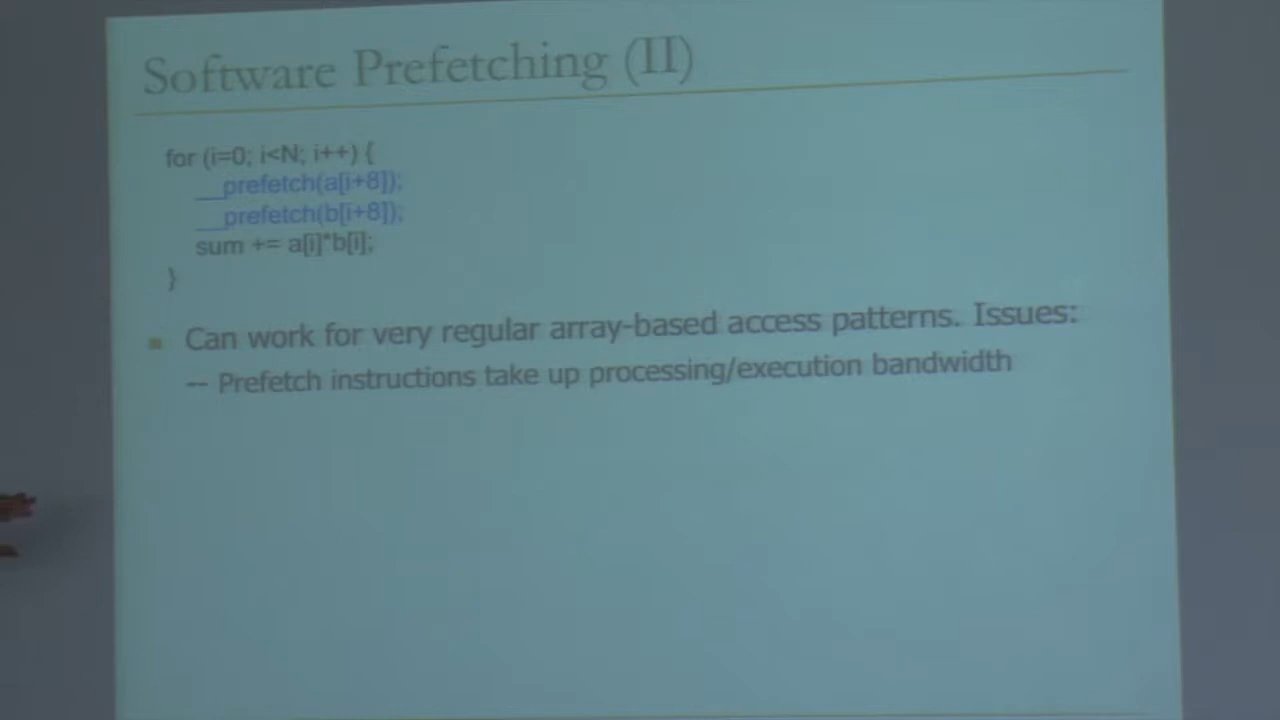 Software Prefetching (II)
for (i=0; i<N; i++) {
__prefetch(a[i+8]);
__prefetch(b[i+8]);
sum += a[i]*b[i];
}
Can work for very regular array-based access patterns. Issues:
-- Prefetch instructions take up processing/execution bandwidth